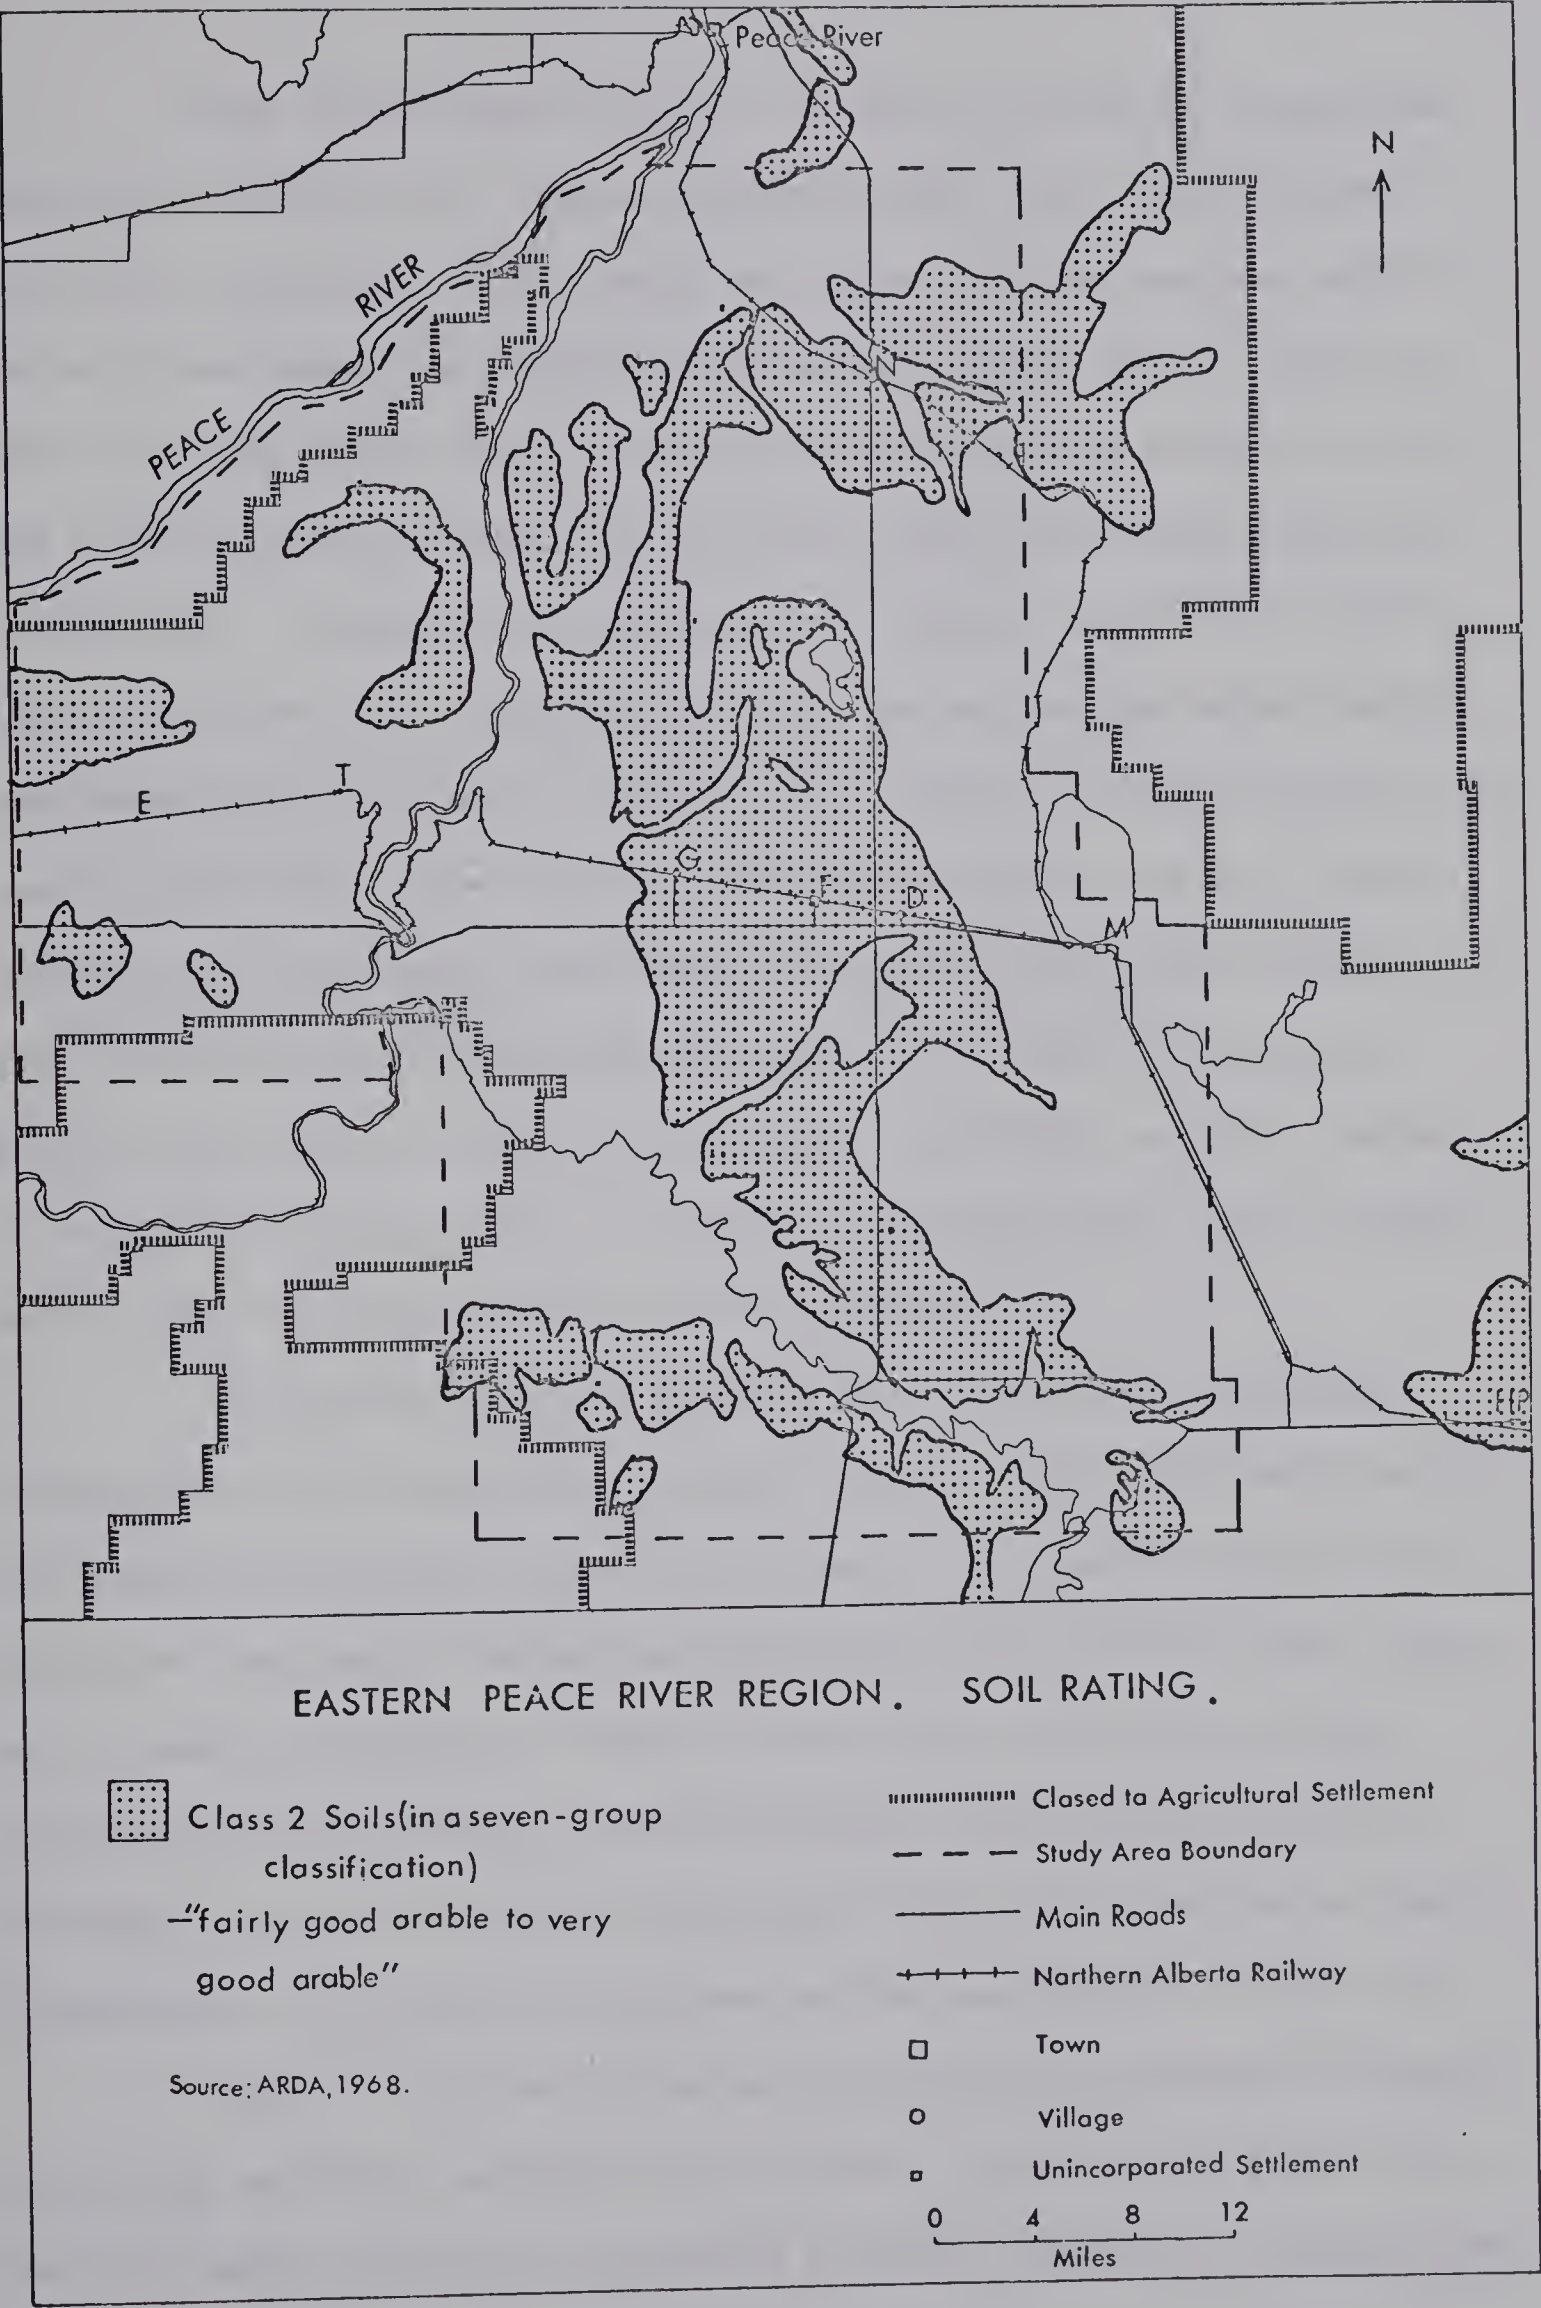 Peace River
N
RIVER
PEACE
N
T
E
G
F
D
M
HP
EASTERN PEACE RIVER REGION. SOIL RATING.
Class 2 Soils(in a seven-group
classification)
—"fairly good arable to very
good arable"
Source: ARDA, 1968.
Closed to Agricultural Settlement
Study Area Boundary
Main Roads
Northern Alberta Railway
Town
Village
Unincorporated Settlement
0 4 8 12
Miles